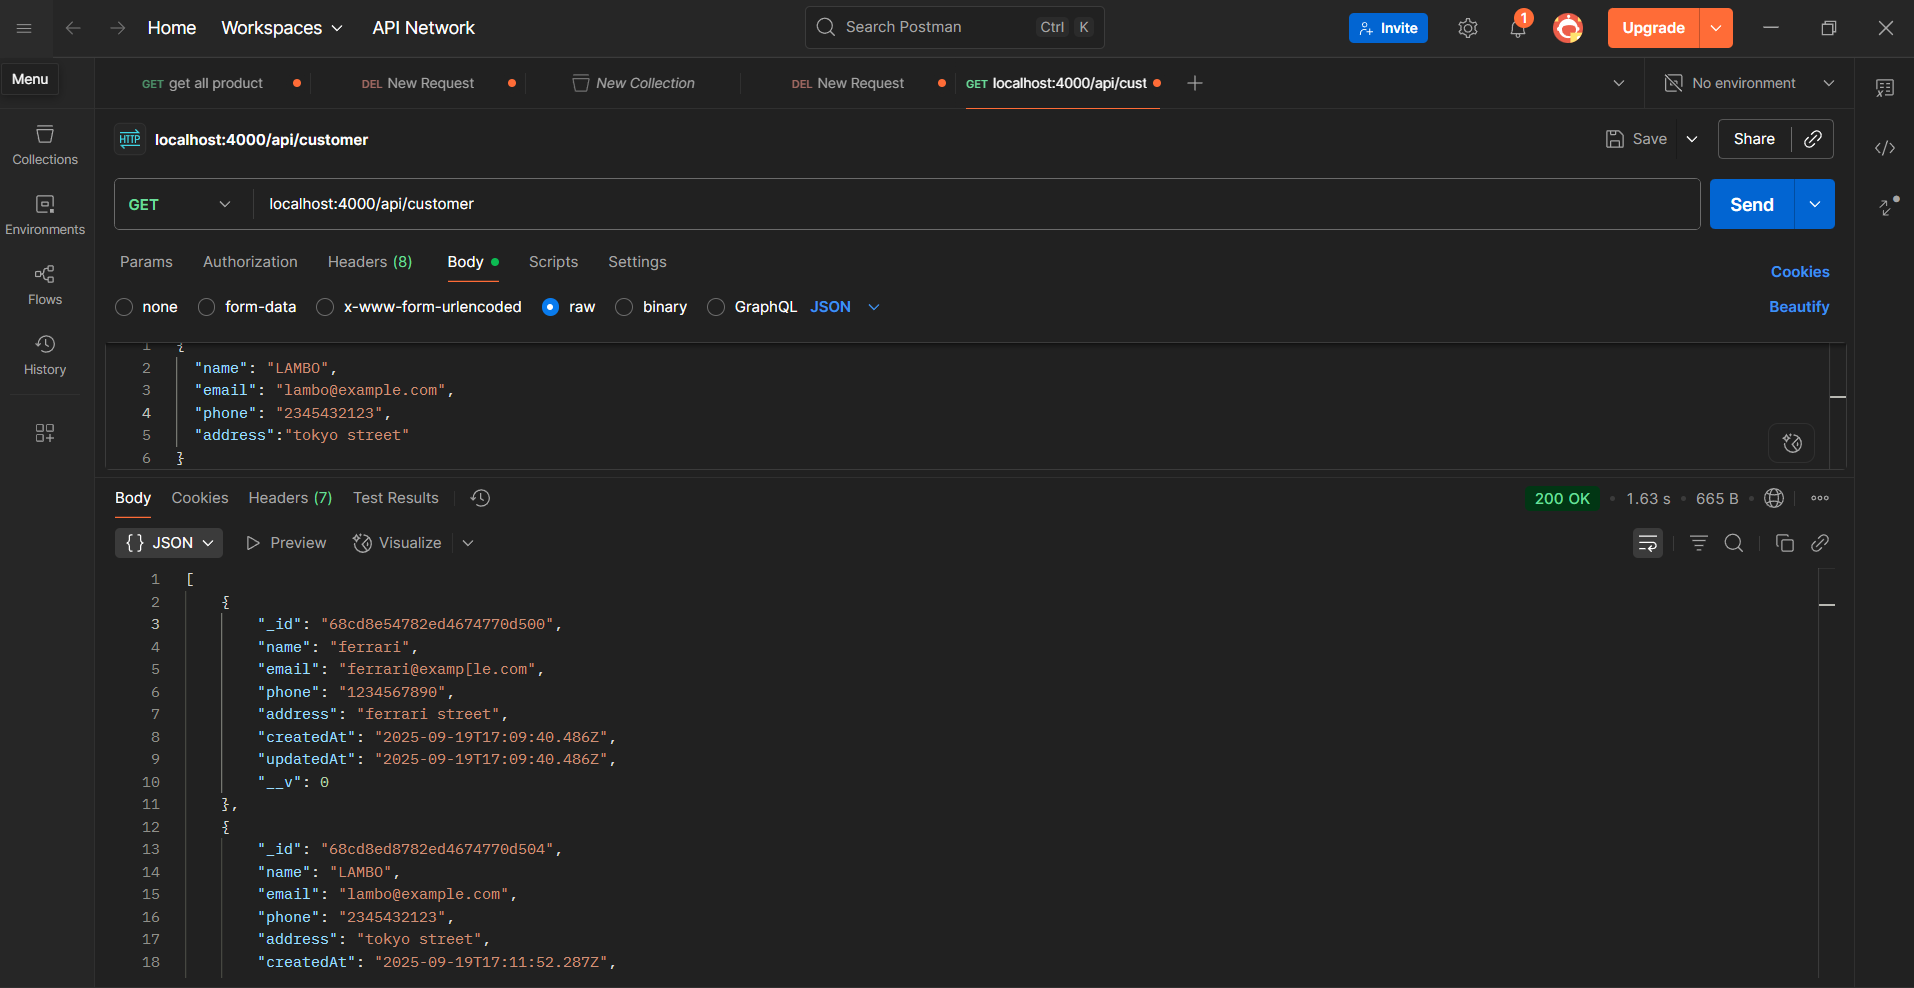 Home Workspaces API Network Search Postman Ctrl K Invite 1 Upgrade
Menu
GET get all product DEL New Request New Collection DEL New Request GET localhost:4000/api/cust No environment
HTTP localhost:4000/api/customer Save Share
Collections
Environments
Flows
History
GET localhost:4000/api/customer Send
Params Authorization Headers (8) Body Scripts Settings Cookies
none form-data x-www-form-urlencoded raw binary GraphQL JSON Beautify
1 {
2 "name": "LAMBO",
3 "email": "lambo@example.com",
4 "phone": "2345432123",
5 "address":"tokyo street"
6 }
Body Cookies Headers (7) Test Results 200 OK 1.63 s 665 B
{} JSON Preview Visualize
1 [
2 {
3 "_id": "68cd8e54782ed4674770d500",
4 "name": "ferrari",
5 "email": "ferrari@examp[le.com",
6 "phone": "1234567890",
7 "address": "ferrari street",
8 "createdAt": "2025-09-19T17:09:40.486Z",
9 "updatedAt": "2025-09-19T17:09:40.486Z",
10 "__v": 0
11 },
12 {
13 "_id": "68cd8ed8782ed4674770d504",
14 "name": "LAMBO",
15 "email": "lambo@example.com",
16 "phone": "2345432123",
17 "address": "tokyo street",
18 "createdAt": "2025-09-19T17:11:52.287Z",